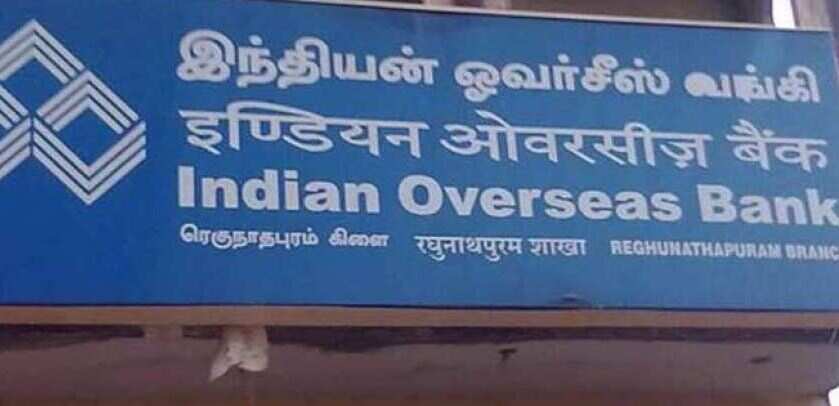 இந்தியன் ஓவர்சீஸ் வங்கி
इण्डियन ओवरसीज़ बैंक
Indian Overseas Bank
ரெகுநாதபுரம் கிளை रघुनाथपुरम शाखा REGHUNATHAPURAM BRANC